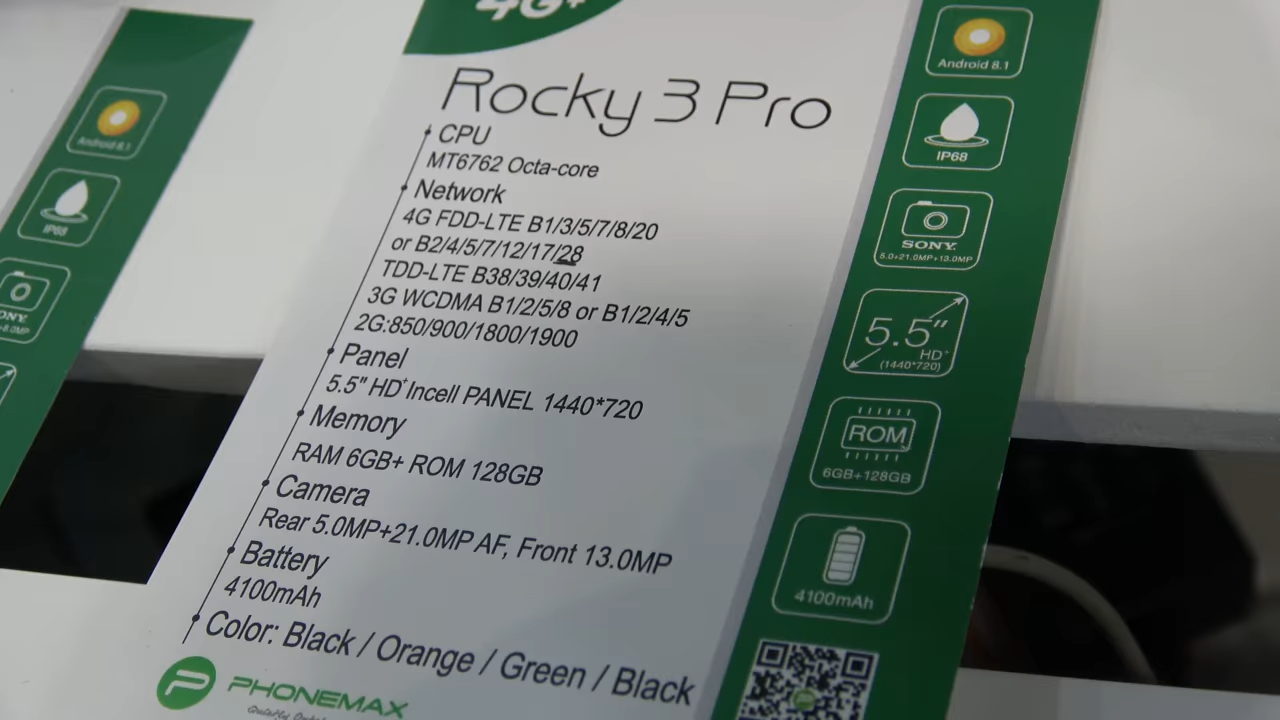 4G+
Rocky 3 Pro
CPU
MT6762 Octa-core
Network
4G FDD-LTE B1/3/5/7/8/20
or B2/4/5/7/12/17/28
TDD-LTE B38/39/40/41
3G WCDMA B1/2/5/8 or B1/2/4/5
2G:850/900/1800/1900
Panel
5.5" HD+ Incell PANEL 1440*720
Memory
RAM 6GB+ ROM 128GB
Camera
Rear 5.0MP+21.0MP AF, Front 13.0MP
Battery
4100mAh
Color: Black / Orange / Green / Black
PHONEMAX
Android 8.1
IP68
SONY
5.0+21.0MP+13.0MP
5.5"
HD+
(1440*720)
ROM
6GB+128GB
4100mAh
Android 8.1
IP68
ONY
+8.0MP